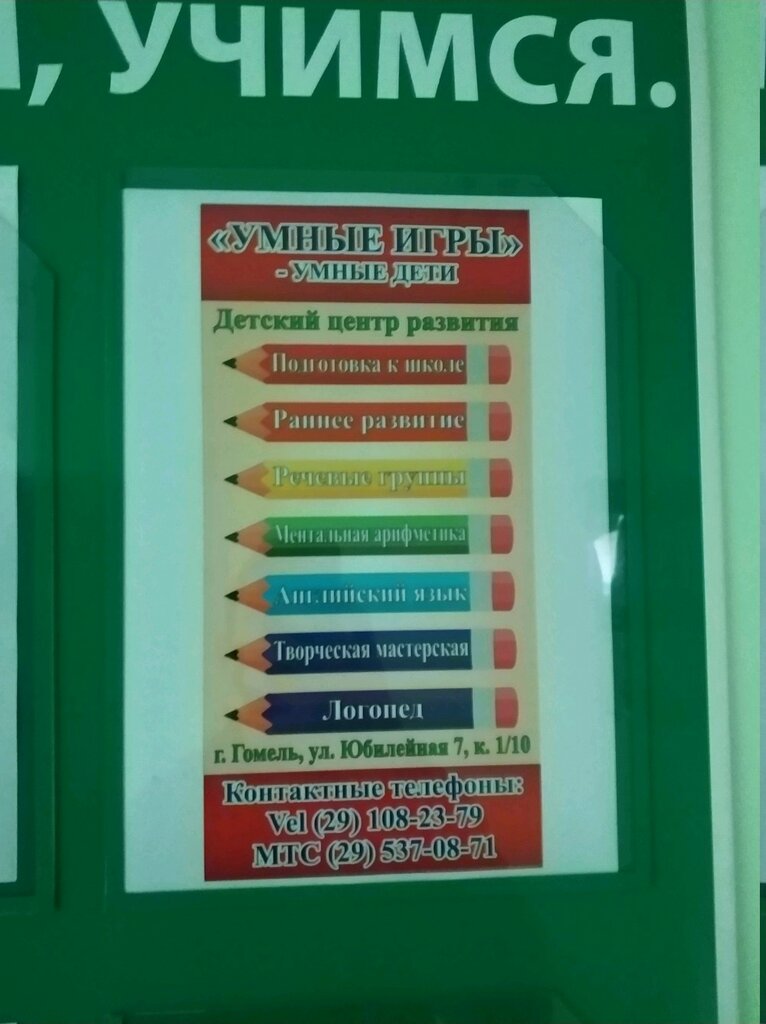 , УЧИМСЯ.
«УМНЫЕ ИГРЫ»
- УМНЫЕ ДЕТИ
Детский центр развития
Подготовка к школе
Раннее развитие
Речевые группы
Ментальная арифметика
Английский язык
Творческая мастерская
Логопед
г. Гомель, ул. Юбилейная 7, к. 1/10
Контактные телефоны:
Vel (29) 108-23-79
МТС (29) 537-08-71